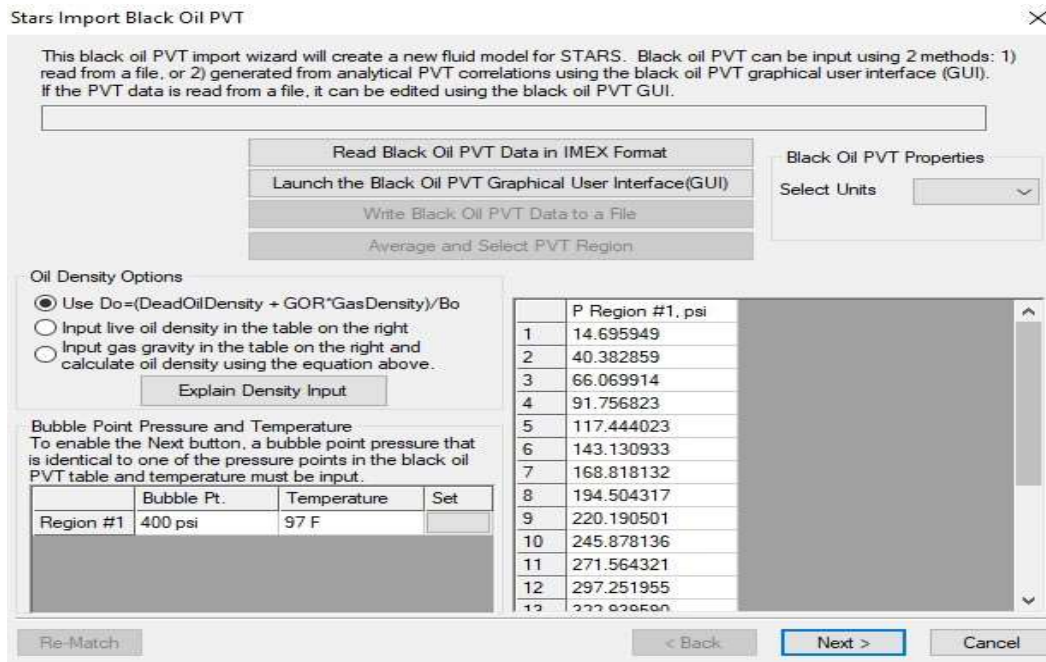 Stars Import Black Oil PVT
This black oil PVT import wizard will create a new fluid model for STARS. Black oil PVT can be input using 2 methods: 1)
read from a file, or 2) generated from analytical PVT correlations using the black oil PVT graphical user interface (GUI).
If the PVT data is read from a file, it can be edited using the black oil PVT GUI.
Read Black Oil PVT Data in IMEX Format
Launch the Black Oil PVT Graphical User Interface(GUI)
Write Black Oil PVT Data to a File
Average and Select PVT Region
Black Oil PVT Properties
Select Units
Oil Density Options
Use Do=(DeadOilDensity + GOR*GasDensity)/Bo
Input live oil density in the table on the right
Input gas gravity in the table on the right and
calculate oil density using the equation above.
Explain Density Input
Bubble Point Pressure and Temperature
To enable the Next button, a bubble point pressure that
is identical to one of the pressure points in the black oil
PVT table and temperature must be input.
Bubble Pt. Temperature Set
Region #1 400 psi 97 F
P Region #1, psi
1 14.695949
2 40.382859
3 66.069914
4 91.756823
5 117.444023
6 143.130933
7 168.818132
8 194.504317
9 220.190501
10 245.878136
11 271.564321
12 297.251955
13 322.939590
Re-Match
< Back
Next >
Cancel